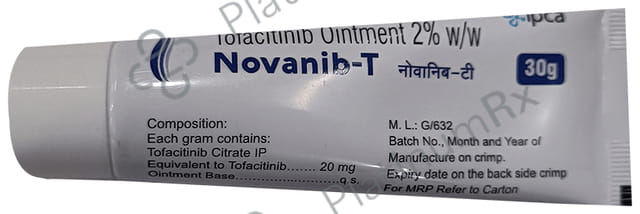 Tofacitinib Ointment 2% w/w
ipca
Novanib-T नोवानिब-टी 30g
Composition:
Each gram contains:
Tofacitinib Citrate IP
Equivalent to Tofacitinib....... 20 mg
Ointment Base..........................q.s.
M. L.: G/632
Batch No., Month and Year of
Manufacture on crimp.
Expiry date on the back side crimp
For MRP Refer to Carton
PlatinumRx